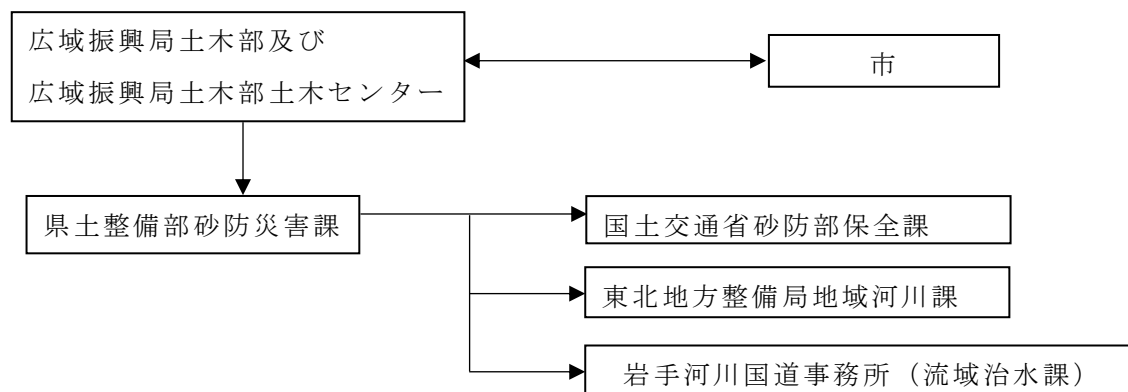 広域振興局土木部及び
広域振興局土木部土木センター
市
県土整備部砂防災害課
国土交通省砂防部保全課
東北地方整備局地域河川課
岩手河川国道事務所（流域治水課）